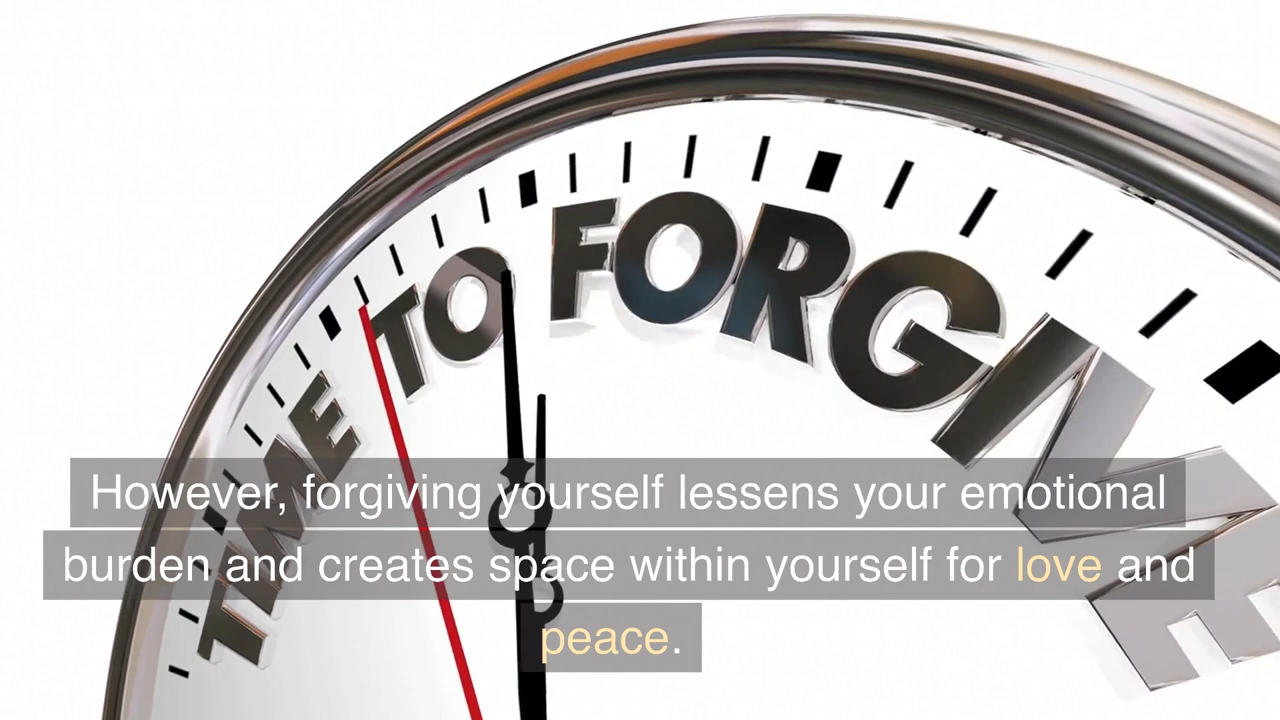 TIME TO FORGIVE
However, forgiving yourself lessens your emotional
burden and creates space within yourself for love and
peace.